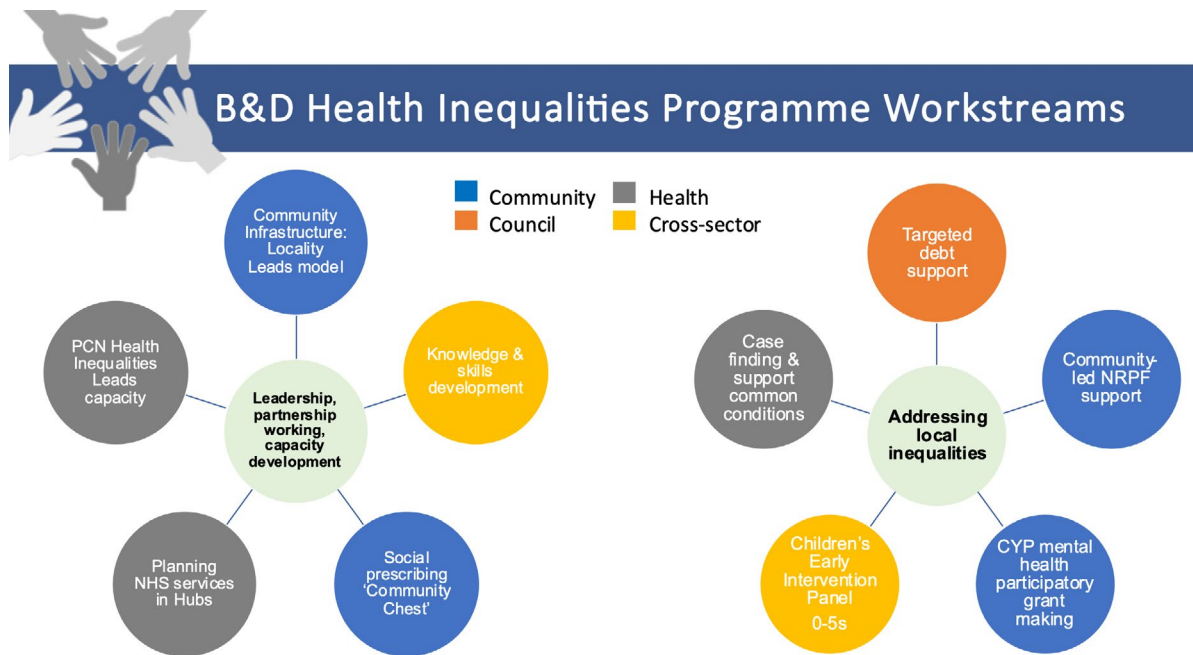 B&D Health Inequalities Programme Workstreams
Community
Health
Council
Cross-sector
Community
Infrastructure:
Locality
Leads model
PCN Health
Inequalities
Leads
capacity
Knowledge &
skills
development
Leadership,
partnership
working,
capacity
development
Planning
NHS services
in Hubs
Social
prescribing
‘Community
Chest’
Targeted
debt
support
Case
finding &
support
common
conditions
Community-
led NRPF
support
Addressing
local
inequalities
Children’s
Early
Intervention
Panel
0-5s
CYP mental
health
participatory
grant
making